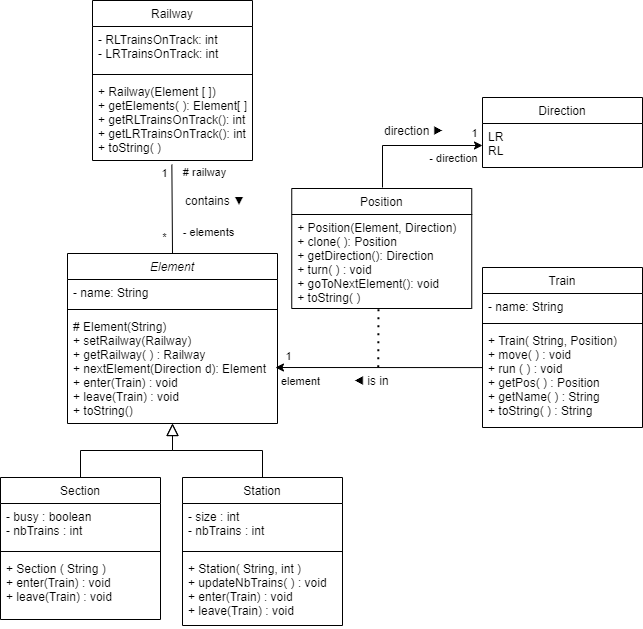 Railway
- RLTrainsOnTrack: int
- LRTrainsOnTrack: int
+ Railway(Element [ ])
+ getElements( ): Element[ ]
+ getRLTrainsOnTrack(): int
+ getLRTrainsOnTrack(): int
+ toString( )
1
# railway
contains ▼
*
- elements
direction ►
1
- direction
Direction
LR
RL
Position
+ Position(Element, Direction)
+ clone( ): Position
+ getDirection(): Direction
+ turn( ) : void
+ goToNextElement(): void
+ toString( )
Element
- name: String
# Element(String)
+ setRailway(Railway)
+ getRailway( ) : Railway
+ nextElement(Direction d): Element
+ enter(Train) : void
+ leave(Train) : void
+ toString()
1
element
◄ is in
Train
- name: String
+ Train( String, Position)
+ move( ) : void
+ run ( ) : void
+ getPos( ) : Position
+ getName( ) : String
+ toString( ) : String
Section
- busy : boolean
- nbTrains : int
+ Section ( String )
+ enter(Train) : void
+ leave(Train) : void
Station
- size : int
- nbTrains : int
+ Station( String, int )
+ updateNbTrains( ) : void
+ enter(Train) : void
+ leave(Train) : void